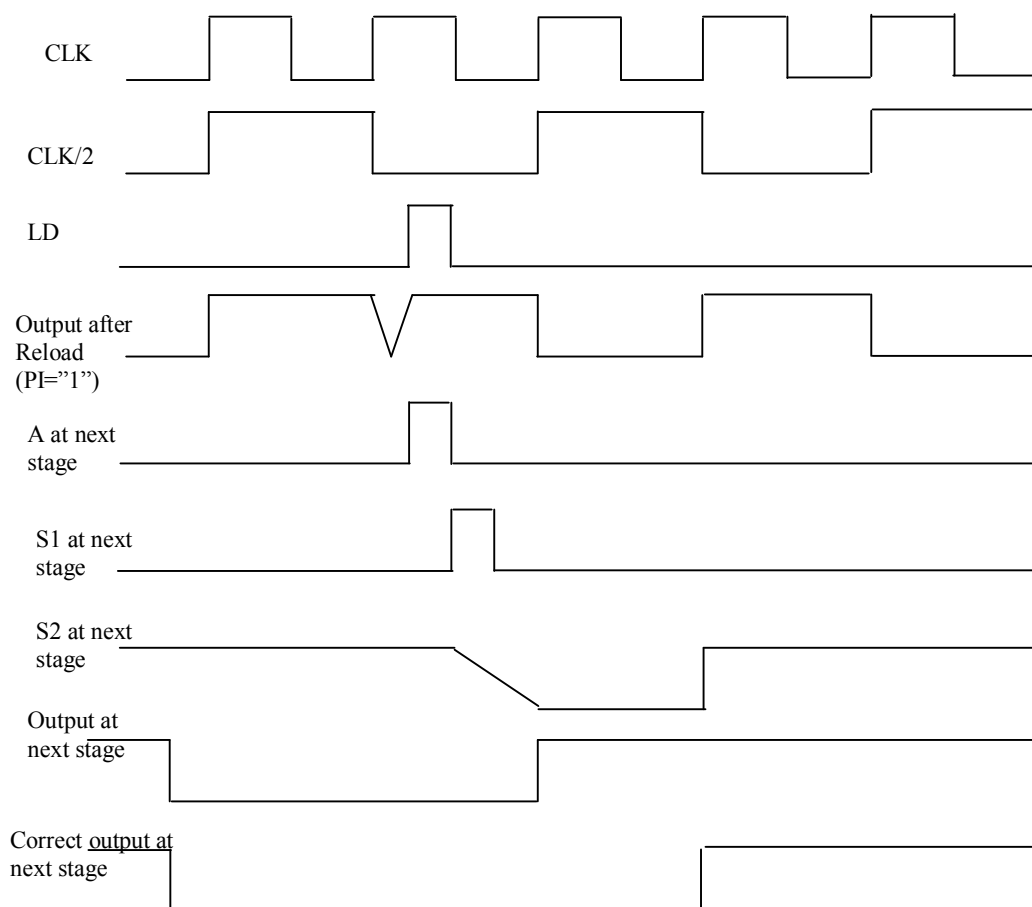 CLK
CLK/2
LD
Output after
Reload
(PI=”1”)
A at next
stage
S1 at next
stage
S2 at next
stage
Output at
next stage
Correct output at
next stage